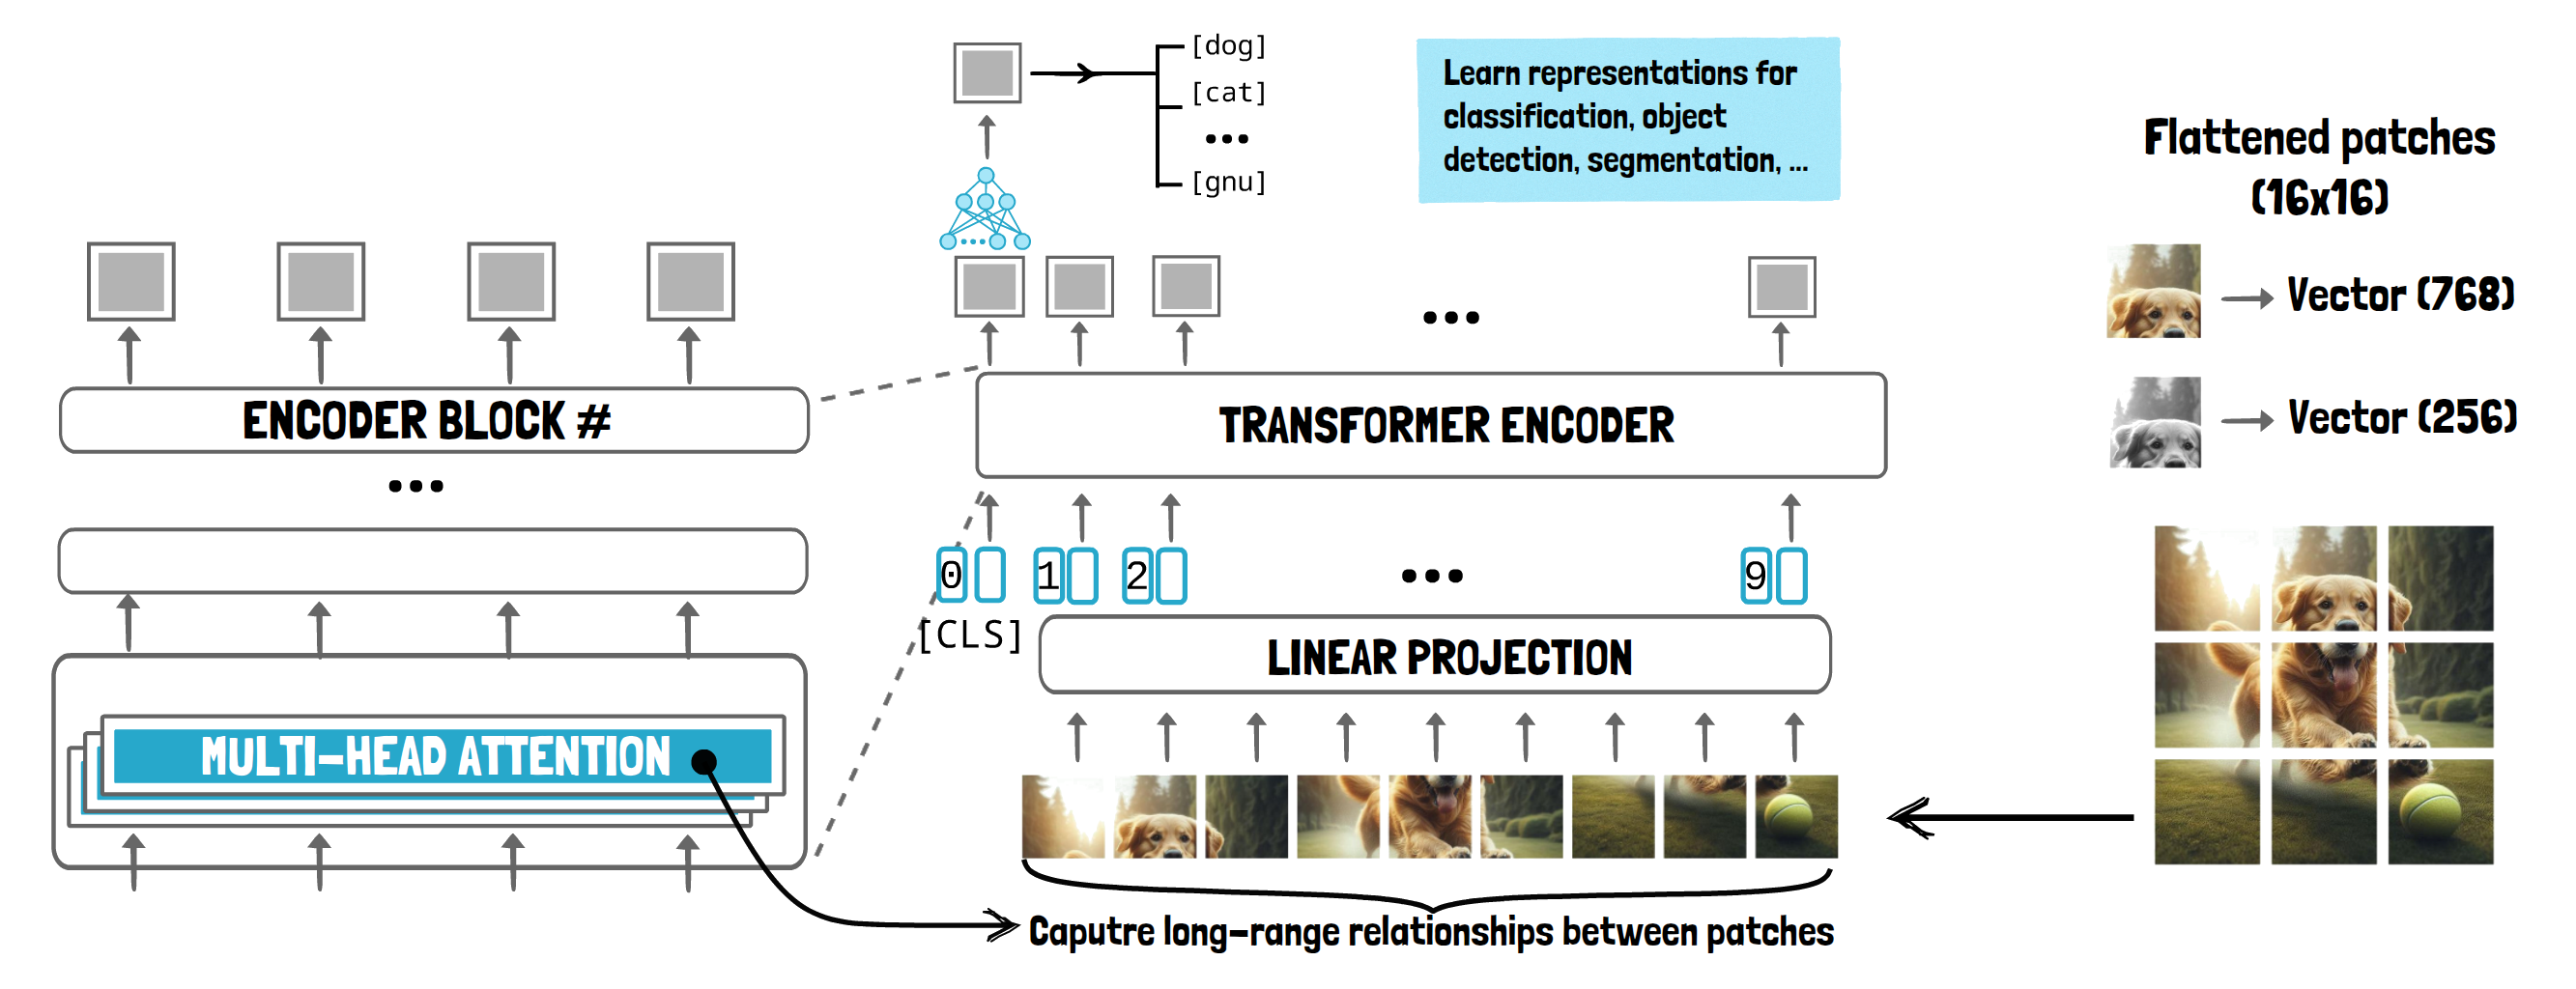 [dog]
[cat]
...
[gnu]
Learn representations for
classification, object
detection, segmentation, ...
Flattened patches
(16x16)
Vector (768)
Vector (256)
...
ENCODER BLOCK #
...
TRANSFORMER ENCODER
0
1
2
...
9
[CLS]
LINEAR PROJECTION
MULTI-HEAD ATTENTION
Caputre long-range relationships between patches